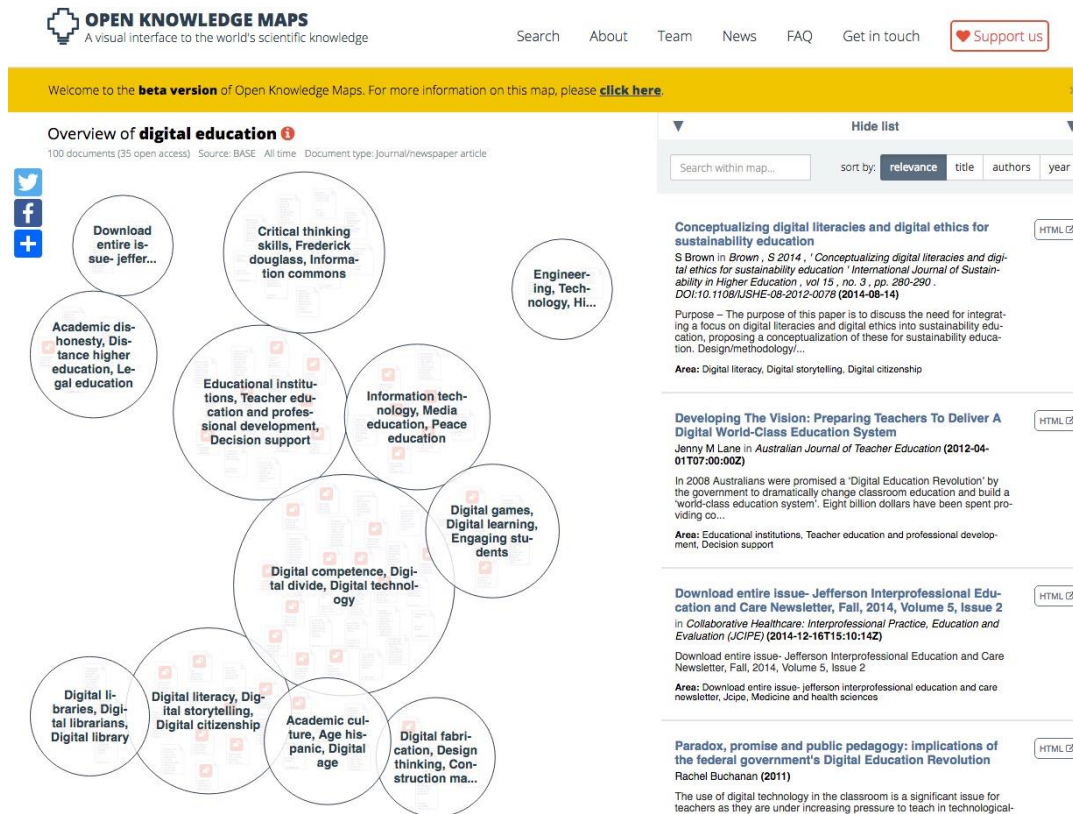 OPEN KNOWLEDGE MAPS
A visual interface to the world's scientific knowledge
Search About Team News FAQ Get in touch Support us
Welcome to the beta version of Open Knowledge Maps. For more information on this map, please click here.
Overview of digital education
100 documents (35 open access) Source: BASE All time Document type: Journal/newspaper article
Download
entire is-
sue- jeffer...
Critical thinking
skills, Frederick
douglass, Informa-
tion commons
Engineer-
ing, Tech-
nology, Hi...
Academic dis-
honesty, Dis-
tance higher
education, Le-
gal education
Educational institu-
tions, Teacher edu-
cation and profes-
sional development,
Decision support
Information tech-
nology, Media
education, Peace
education
Digital games,
Digital learning,
Engaging stu-
dents
Digital competence, Digi-
tal divide, Digital technol-
ogy
Digital li-
braries, Digi-
tal librarians,
Digital library
Digital literacy, Dig-
ital storytelling,
Digital citizenship
Academic cul-
ture, Age his-
panic, Digital
age
Digital fabri-
cation, Design
thinking, Con-
struction ma...
Hide list
Search within map... sort by: relevance title authors year
Conceptualizing digital literacies and digital ethics for
sustainability education
HTML
S Brown in Brown , S 2014 , ' Conceptualizing digital literacies and digi-
tal ethics for sustainability education ' International Journal of Sustain-
ability in Higher Education , vol 15 , no. 3 , pp. 280-290 .
DOI:10.1108/IJSHE-08-2012-0078 (2014-08-14)
Purpose – The purpose of this paper is to discuss the need for integrat-
ing a focus on digital literacies and digital ethics into sustainability edu-
cation, proposing a conceptualization of these for sustainability educa-
tion. Design/methodology/...
Area: Digital literacy, Digital storytelling, Digital citizenship
Developing The Vision: Preparing Teachers To Deliver A
Digital World-Class Education System
HTML
Jenny M Lane in Australian Journal of Teacher Education (2012-04-
01T07:00:00Z)
In 2008 Australians were promised a 'Digital Education Revolution' by
the government to dramatically change classroom education and build a
'world-class education system'. Eight billion dollars have been spent pro-
viding co...
Area: Educational institutions, Teacher education and professional develop-
ment, Decision support
Download entire issue- Jefferson Interprofessional Edu-
cation and Care Newsletter, Fall, 2014, Volume 5, Issue 2
HTML
in Collaborative Healthcare: Interprofessional Practice, Education and
Evaluation (JCIPE) (2014-12-16T15:10:14Z)
Download entire issue- Jefferson Interprofessional Education and Care
Newsletter, Fall, 2014, Volume 5, Issue 2
Area: Download entire issue- jefferson interprofessional education and care
newsletter, Jcipe, Medicine and health sciences
Paradox, promise and public pedagogy: implications of
the federal government's Digital Education Revolution
HTML
Rachel Buchanan (2011)
The use of digital technology in the classroom is a significant issue for
teachers as they are under increasing pressure to teach in technological-